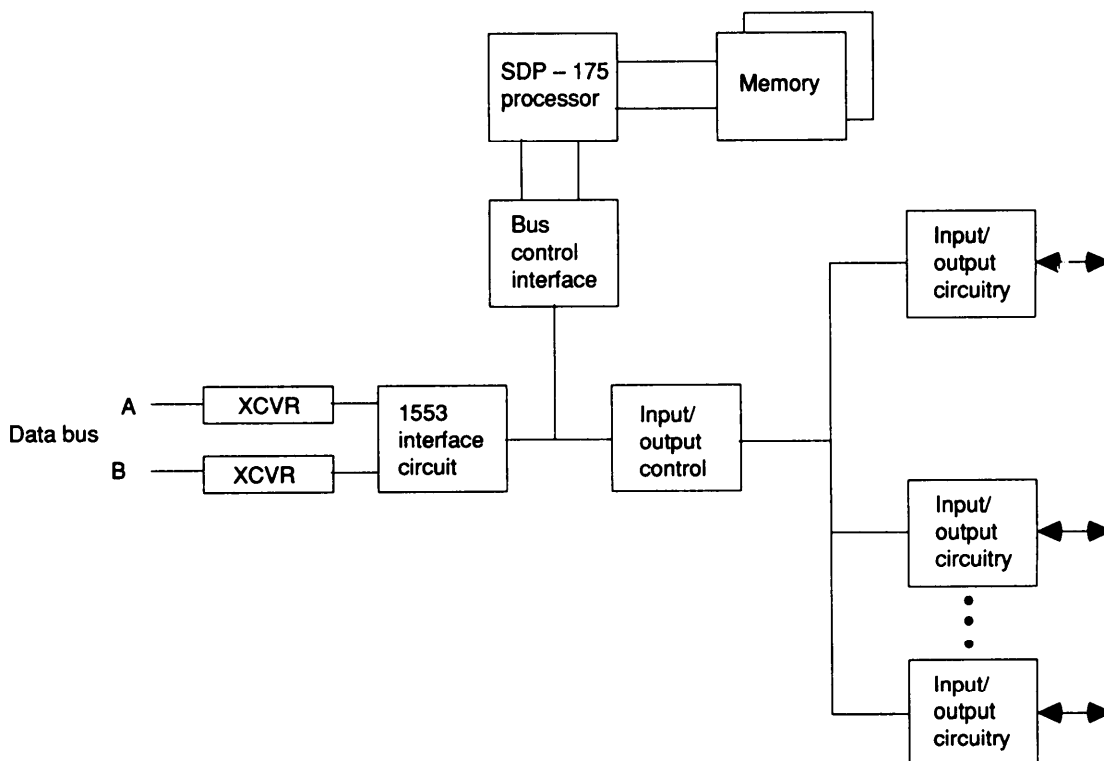 SDP – 175
processor
Memory
Bus
control
interface
Input/
output
circuitry
Data bus
A
XCVR
B
XCVR
1553
interface
circuit
Input/
output
control
Input/
output
circuitry
Input/
output
circuitry